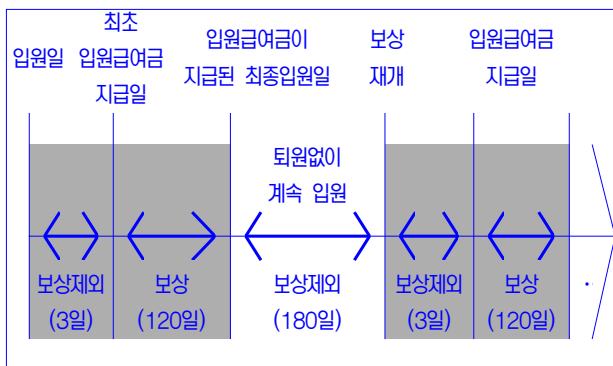 입원일
최초
입원급여금
지급일
입원급여금이
지급된 최종입원일
보상
재개
입원급여금
지급일
퇴원없이
계속 입원
보상제외
(3일)
보상
(120일)
보상제외
(180일)
보상제외
(3일)
보상
(120일)